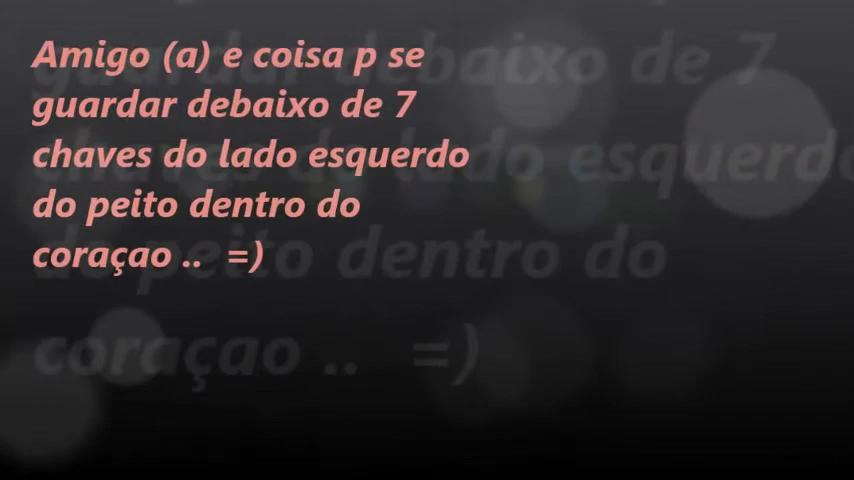 Amigo (a) e coisa p se
guardar debaixo de 7
chaves do lado esquerdo
do peito dentro do
coraçao .. =)